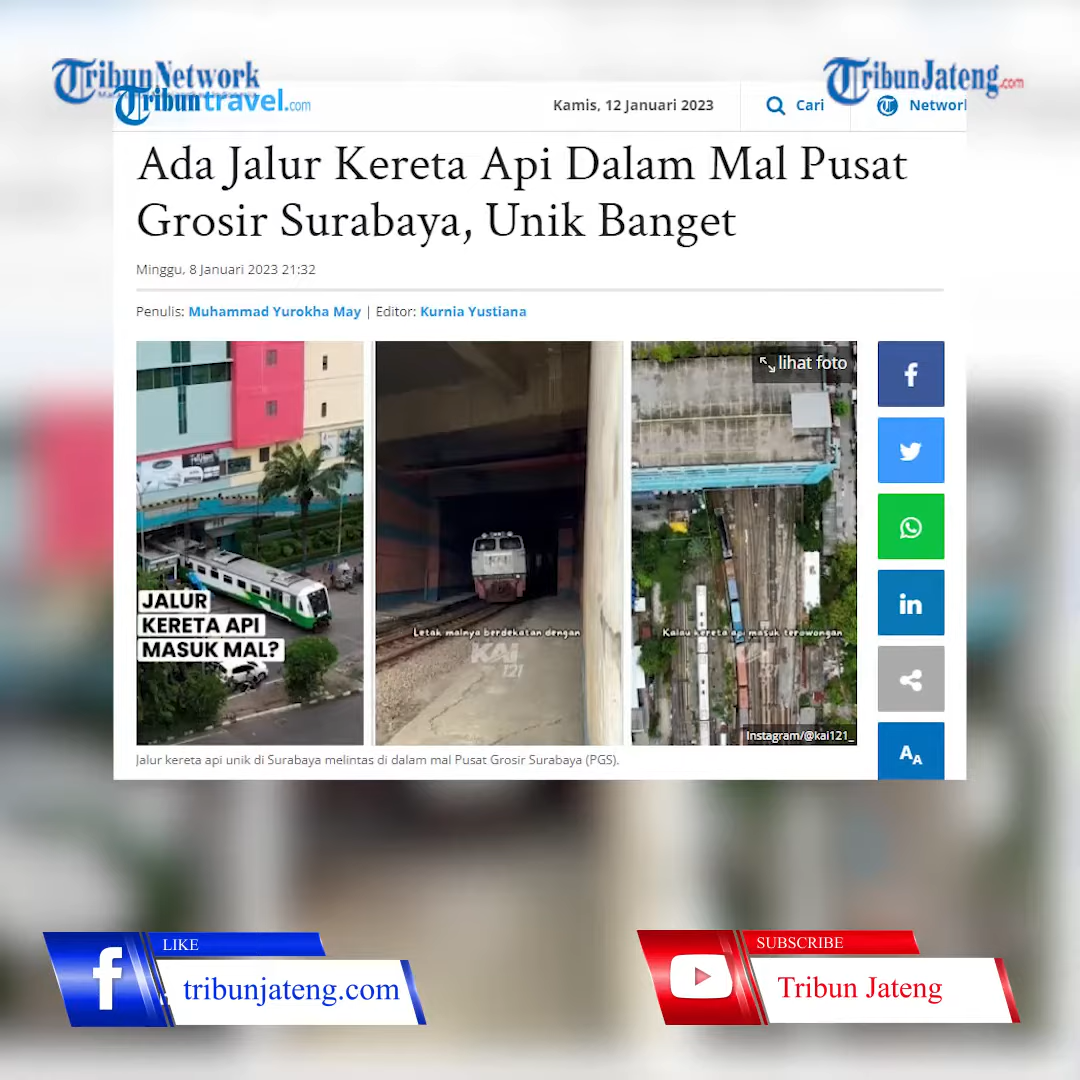 Tribun Network
TribunJateng.com
Tribuntravel.com
Kamis, 12 Januari 2023
Cari
Networ
Ada Jalur Kereta Api Dalam Mal Pusat
Grosir Surabaya, Unik Banget
Minggu, 8 Januari 2023 21:32
Penulis: Muhammad Yurokha May | Editor: Kurnia Yustiana
lihat foto
JALUR
KERETA API
MASUK MAL?
Letak malnya berdekatan dengan
KAI
121
Kalau kereta api masuk terowongan
Instagram/@kai121_
Jalur kereta api unik di Surabaya melintas di dalam mal Pusat Grosir Surabaya (PGS).
AA
LIKE
tribunjateng.com
SUBSCRIBE
Tribun Jateng